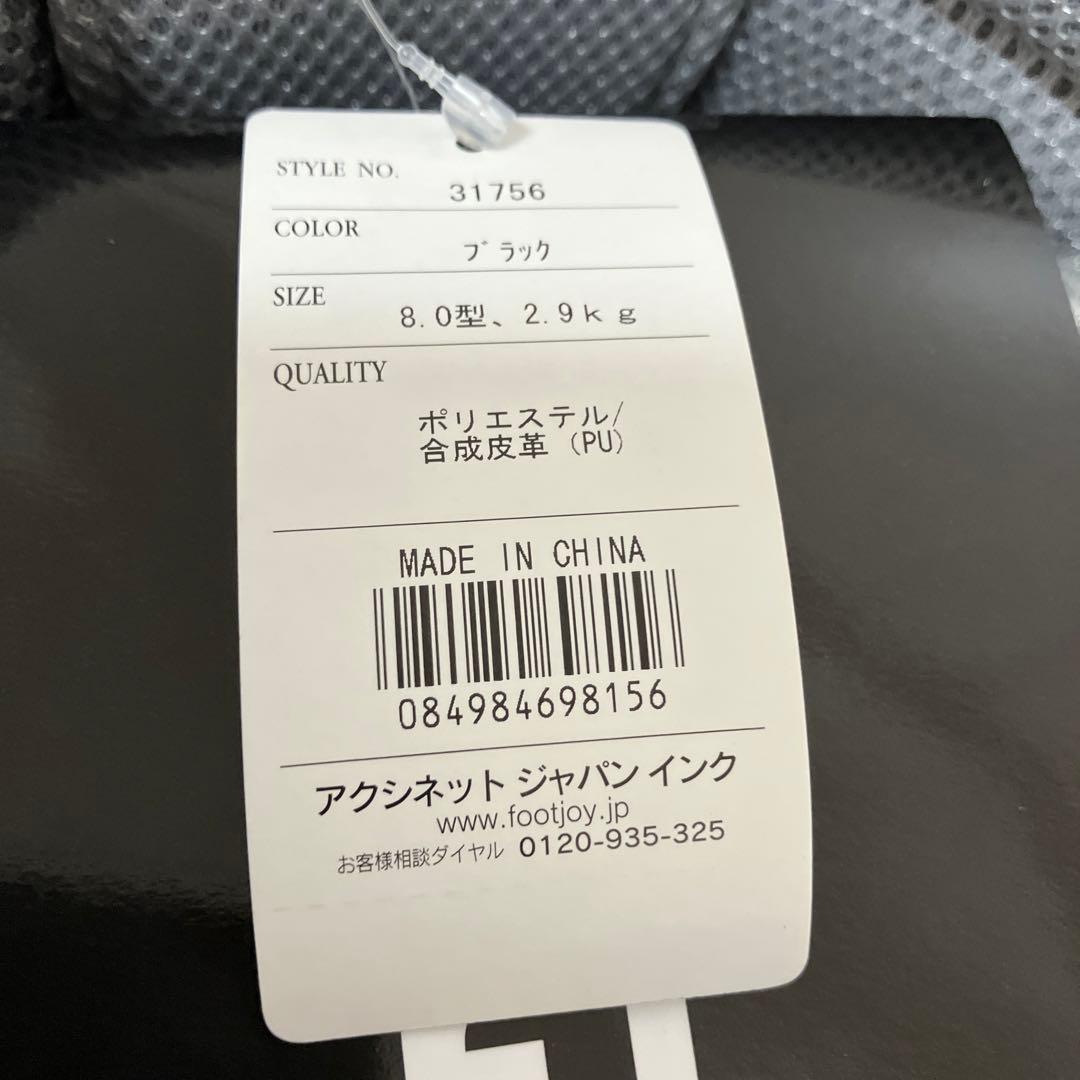 STYLE NO.
31756
COLOR
ブラック
SIZE
8.0型、2.9kg
QUALITY
ポリエステル/
合成皮革 (PU)
MADE IN CHINA
084984698156
アクシネット ジャパン インク
www.footjoy.jp
お客様相談ダイヤル 0120-935-325